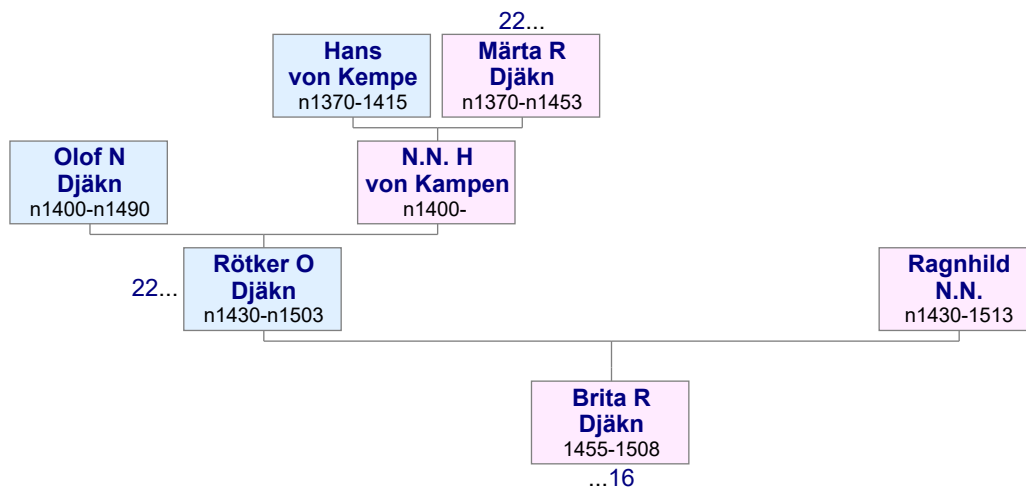 22...
Hans
von Kempe
n1370-1415
Märta R
Djäkn
n1370-n1453
Olof N
Djäkn
n1400-n1490
N.N. H
von Kampen
n1400-
22...
Rötker O
Djäkn
n1430-n1503
Ragnhild
N.N.
n1430-1513
Brita R
Djäkn
1455-1508
...16